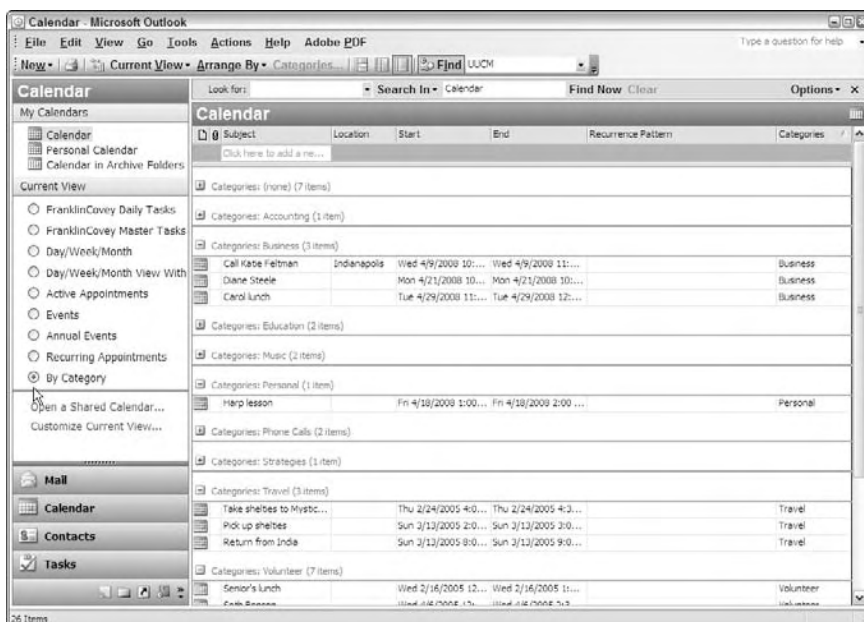 Calendar - Microsoft Outlook
File Edit View Go Tools Actions Help Adobe PDF Type a question for help
New Current View Arrange By Categories... Find UUCM
Calendar
Look for: Search In Calendar Find Now Clear Options
My Calendars
Calendar
Personal Calendar
Calendar in Archive Folders
Current View
FranklinCovey Daily Tasks
FranklinCovey Master Tasks
Day/Week/Month
Day/Week/Month View With
Active Appointments
Events
Annual Events
Recurring Appointments
By Category
Open a Shared Calendar...
Customize Current View...
Mail
Calendar
Contacts
Tasks
Calendar
Subject Location Start End Recurrence Pattern Categories
Click here to add a ne...
Categories: (none) (7 items)
Categories: Accounting (1 item)
Categories: Business (3 items)
Call Katie Feltman Indianapolis Wed 4/9/2008 10:... Wed 4/9/2008 11:... Business
Diane Steele Mon 4/21/2008 10... Mon 4/21/2008 10:... Business
Carol lunch Tue 4/29/2008 11:... Tue 4/29/2008 12:... Business
Categories: Education (2 items)
Categories: Music (2 items)
Categories: Personal (1 item)
Harp lesson Fri 4/18/2008 1:00... Fri 4/18/2008 2:00 ... Personal
Categories: Phone Calls (2 items)
Categories: Strategies (1 item)
Categories: Travel (3 items)
Take shelties to Mystic... Thu 2/24/2005 4:0... Thu 2/24/2005 4:3... Travel
Pick up shelties Sun 3/13/2005 2:0... Sun 3/13/2005 3:0... Travel
Return from India Sun 3/13/2005 8:0... Sun 3/13/2005 9:0... Travel
Categories: Volunteer (7 items)
Senior's lunch Wed 2/16/2005 12... Wed 2/16/2005 1:... Volunteer
26 Items